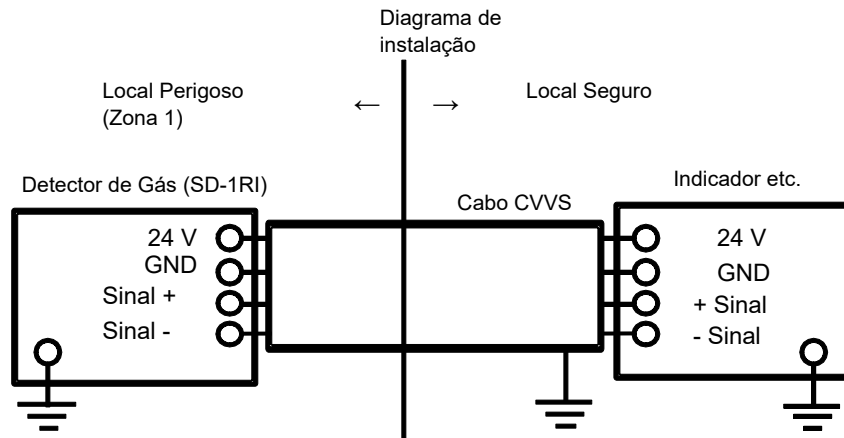 Diagrama de
instalação
Local Perigoso
(Zona 1)
← →
Local Seguro
Detector de Gás (SD-1RI)
Cabo CVVS
Indicador etc.
24 V
GND
Sinal +
Sinal -
24 V
GND
+ Sinal
- Sinal